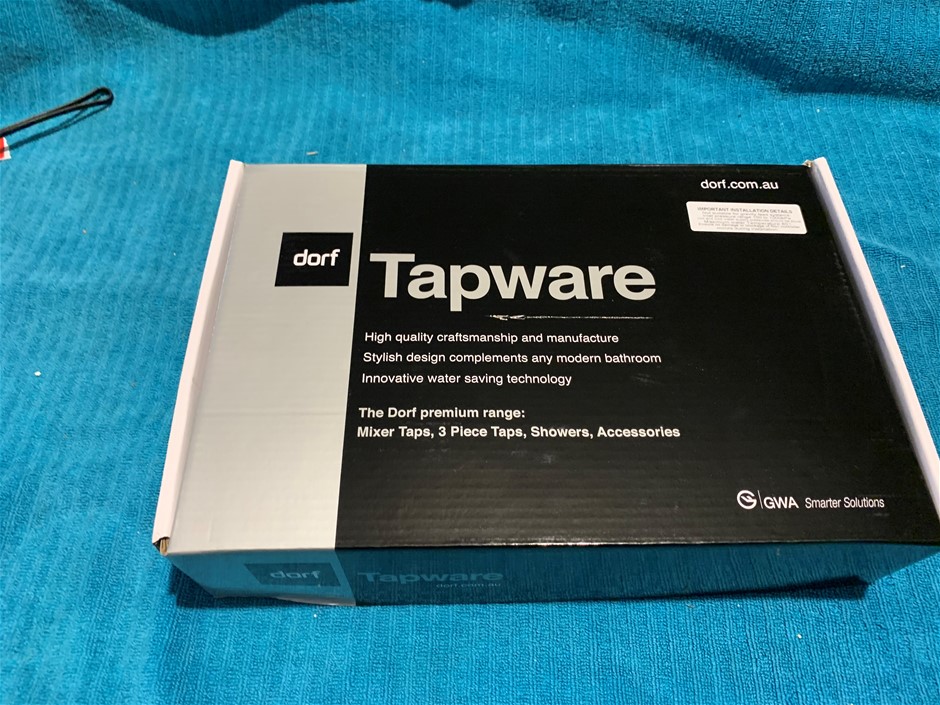 dorf.com.au
IMPORTANT INSTALLATION DETAILS
dorf
Tapware
High quality craftsmanship and manufacture
Stylish design complements any modern bathroom
Innovative water saving technology
The Dorf premium range:
Mixer Taps, 3 Piece Taps, Showers, Accessories
GWA Smarter Solutions
dorf
Tapware
dorf.com.au